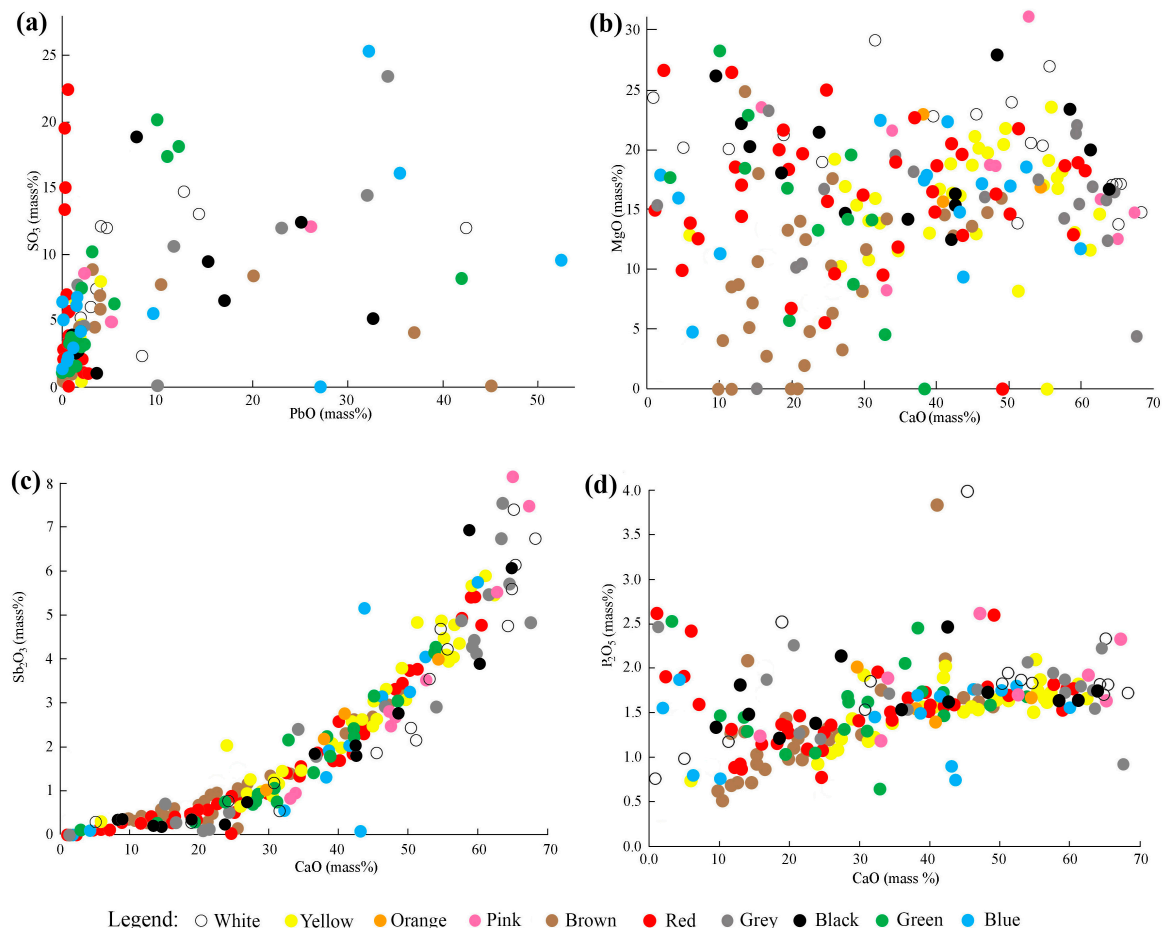 (a)
SO3 (mass%)
25
20
15
10
5
0
0 10 20 30 40 50
PbO (mass%)
(b)
MgO (mass%)
30
25
20
15
10
5
0
0 10 20 30 40 50 60 70
CaO (mass%)
(c)
Sb2O3 (mass%)
8
7
6
5
4
3
2
1
0
0 10 20 30 40 50 60 70
CaO (mass%)
(d)
P2O5 (mass%)
4.0
3.5
3.0
2.5
2.0
1.5
1.0
0.5
0.0 10 20 30 40 50 60 70
CaO (mass %)
Legend: White Yellow Orange Pink Brown Red Grey Black Green Blue